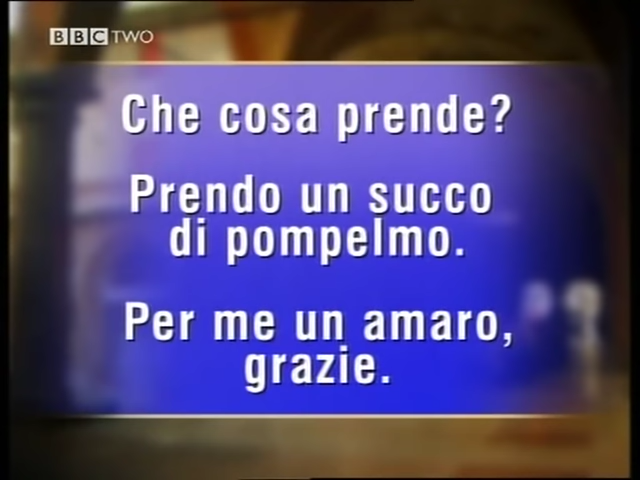 BBC TWO
Che cosa prende?
Prendo un succo
di pompelmo.
Per me un amaro,
grazie.